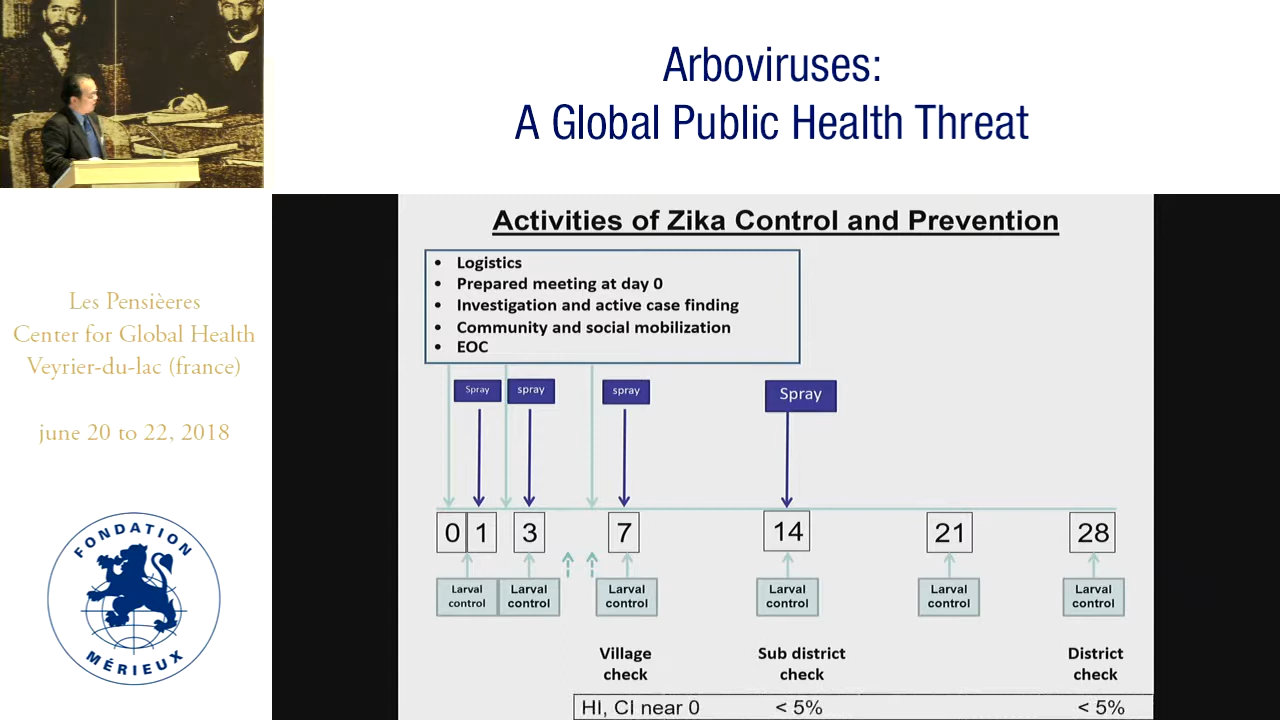 Arboviruses:
A Global Public Health Threat
Les Pensièeres
Center for Global Health
Veyrier-du-lac (france)
june 20 to 22, 2018
FONDATION
MÉRIEUX
Activities of Zika Control and Prevention
• Logistics
• Prepared meeting at day 0
• Investigation and active case finding
• Community and social mobilization
• EOC
Spray spray spray Spray
0 1 3 7 14 21 28
Larval Larval Larval Larval Larval Larval
control control control control control control
Village Sub district District
check check check
HI, CI near 0 < 5% < 5%